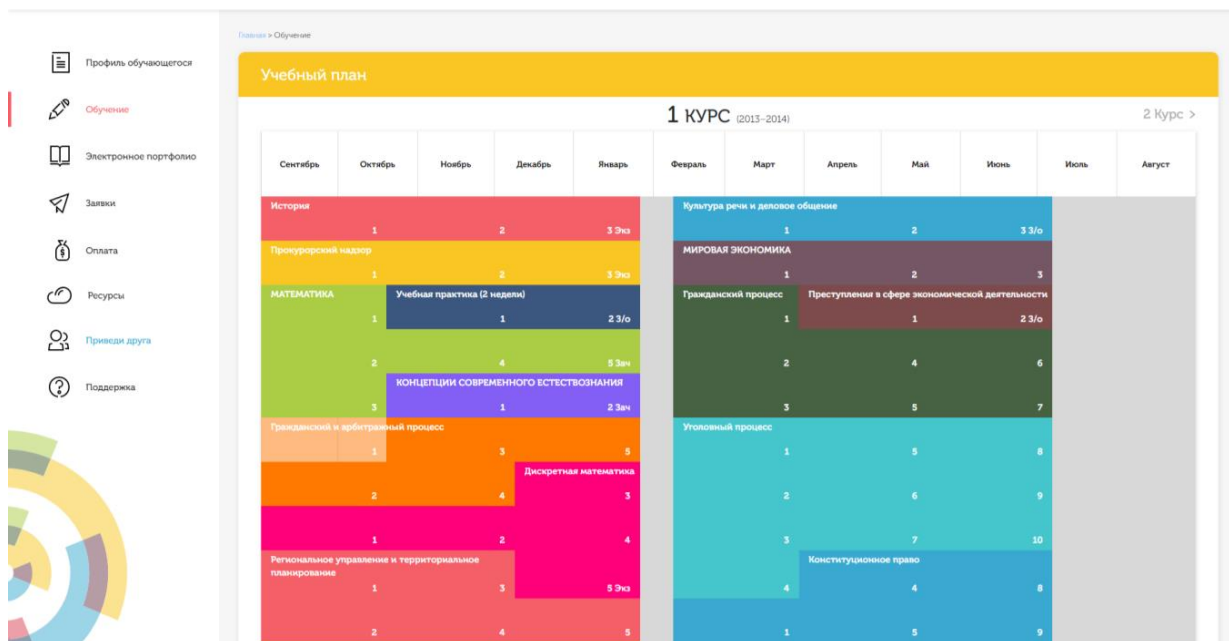 Главная > Обучение
Профиль обучающегося
Обучение
Электронное портфолио
Заявки
Оплата
Ресурсы
Приведи друга
Поддержка
Учебный план
1 КУРС (2013-2014)
2 Курс >
Сентябрь Октябрь Ноябрь Декабрь Январь Февраль Март Апрель Май Июнь Июль Август
История
1 2 3 Экз
Прокурорский надзор
1 2 3 Экз
МАТЕМАТИКА Учебная практика (2 недели)
1 1 2 З/о
2 4 5 Зач
КОНЦЕПЦИИ СОВРЕМЕННОГО ЕСТЕСТВОЗНАНИЯ
3 1 2 Зач
Гражданский и арбитражный процесс
1 3 5
Дискретная математика
2 4 3
1 2 4
Региональное управление и территориальное
планирование
1 3 5 Экз
2 4 5
Культура речи и деловое общение
1 2 3 З/о
МИРОВАЯ ЭКОНОМИКА
1 2 3
Гражданский процесс Преступления в сфере экономической деятельности
1 1 2 З/о
2 4 6
3 5 7
Уголовный процесс
1 5 8
2 6 9
3 7 10
Конституционное право
4 4 8
1 5 9